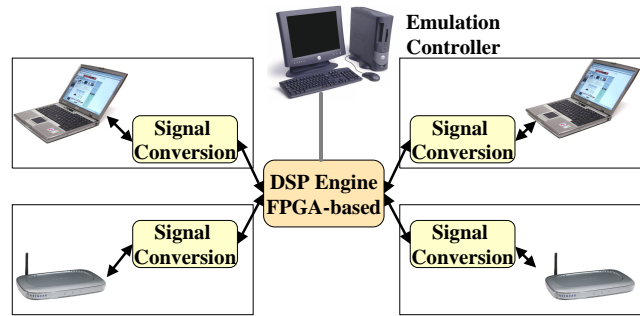 Emulation
Controller
Signal
Conversion
Signal
Conversion
DSP Engine
FPGA-based
Signal
Conversion
Signal
Conversion